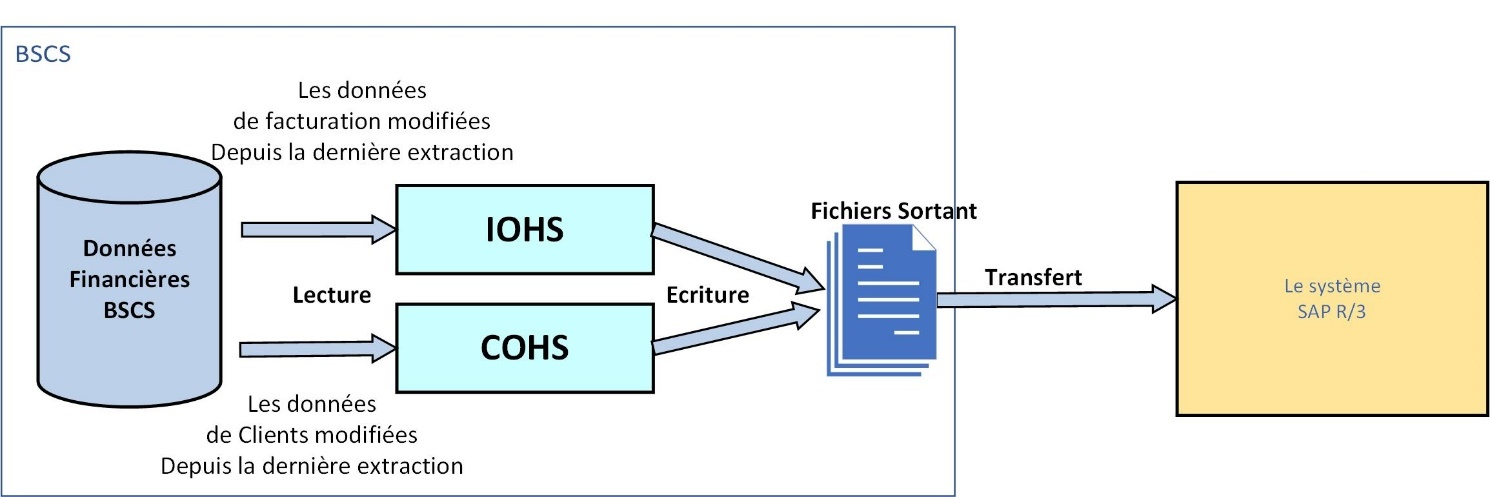 BSCS
Les données
de facturation modifiées
Depuis la dernière extraction
Données
Financières
BSCS
IOHS
Lecture
COHS
Ecriture
Fichiers Sortant
Transfert
Le système
SAP R/3
Les données
de Clients modifiées
Depuis la dernière extraction